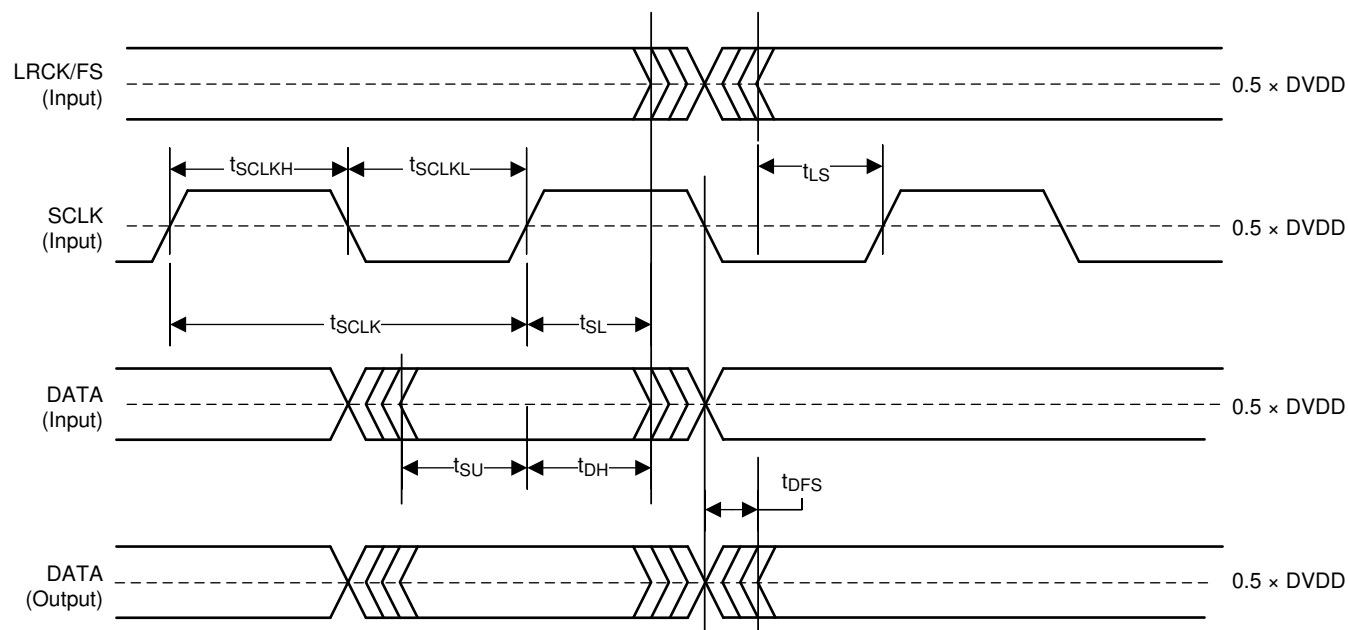 LRCK/FS
(Input)
0.5 × DVDD
tSCLKH
tSCLKL
tLS
SCLK
(Input)
0.5 × DVDD
tSCLK
tSL
DATA
(Input)
0.5 × DVDD
tSU
tDH
tDFS
DATA
(Output)
0.5 × DVDD